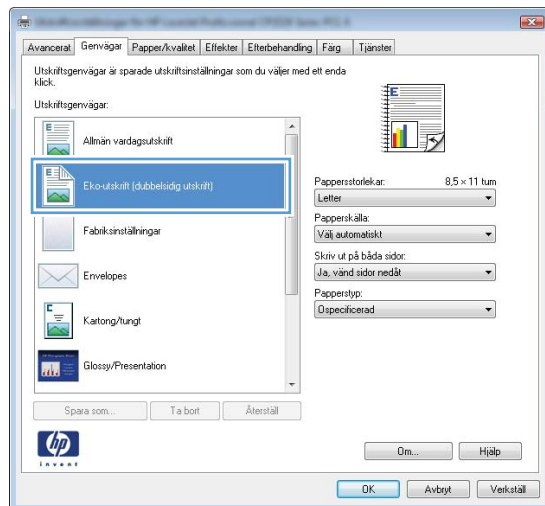 Avancerat Genvägar Papper/kvalitet Effekter Efterbehandling Färg Tjänster
Utskriftsgenvägar är sparade utskriftsinställningar som du väljer med ett enda
klick.
Utskriftsgenvägar:
Allmän vardagsutskrift
Eko-utskrift (dubbelsidig utskrift)
Fabriksinställningar
Envelopes
Kartong/tungt
Glossy/Presentation
Spara som... Ta bort Återställ
Pappersstorlekar: 8,5 × 11 tum
Letter
Papperskälla:
Välj automatiskt
Skriv ut på båda sidor:
Ja, vänd sidor nedåt
Papperstyp:
Ospecificerad
hp
invent
Om... Hjälp
OK Avbryt Verkställ